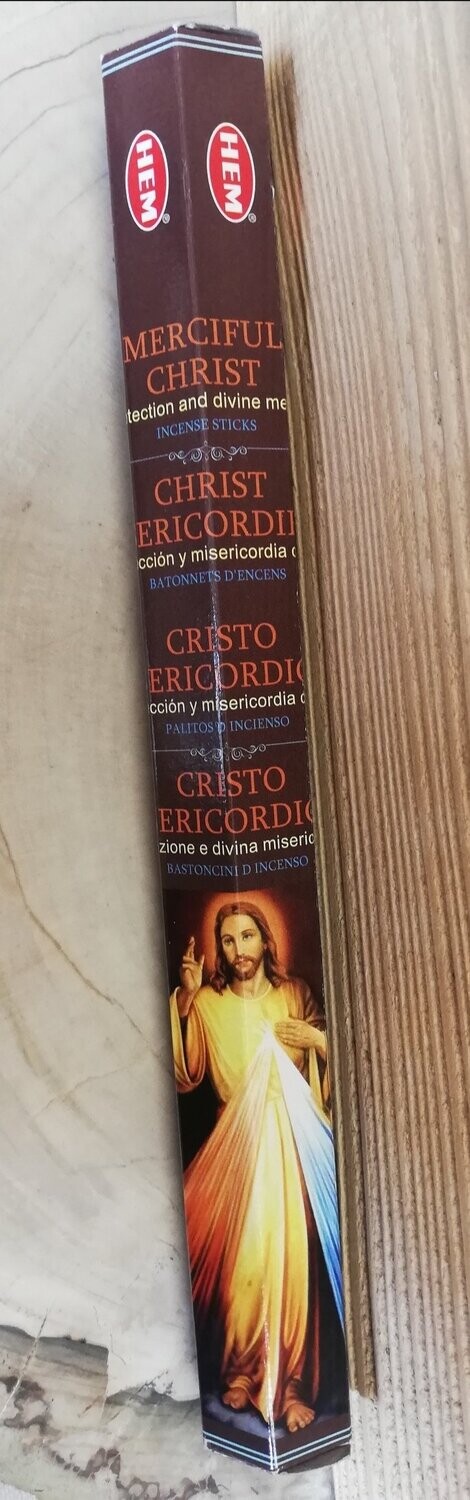 HEM ®
HEM ®
MERCIFUL
CHRIST
tection and divine me
INCENSE STICKS
CHRIST
ERICORDI
cción y misericordia
BATONNETS D'ENCENS
CRISTO
ERICORDIO
cción y misericordia
PALITOS D INCIENSO
CRISTO
ERICORDIO
zione e divina miseric
BASTONCINI D INCENSO